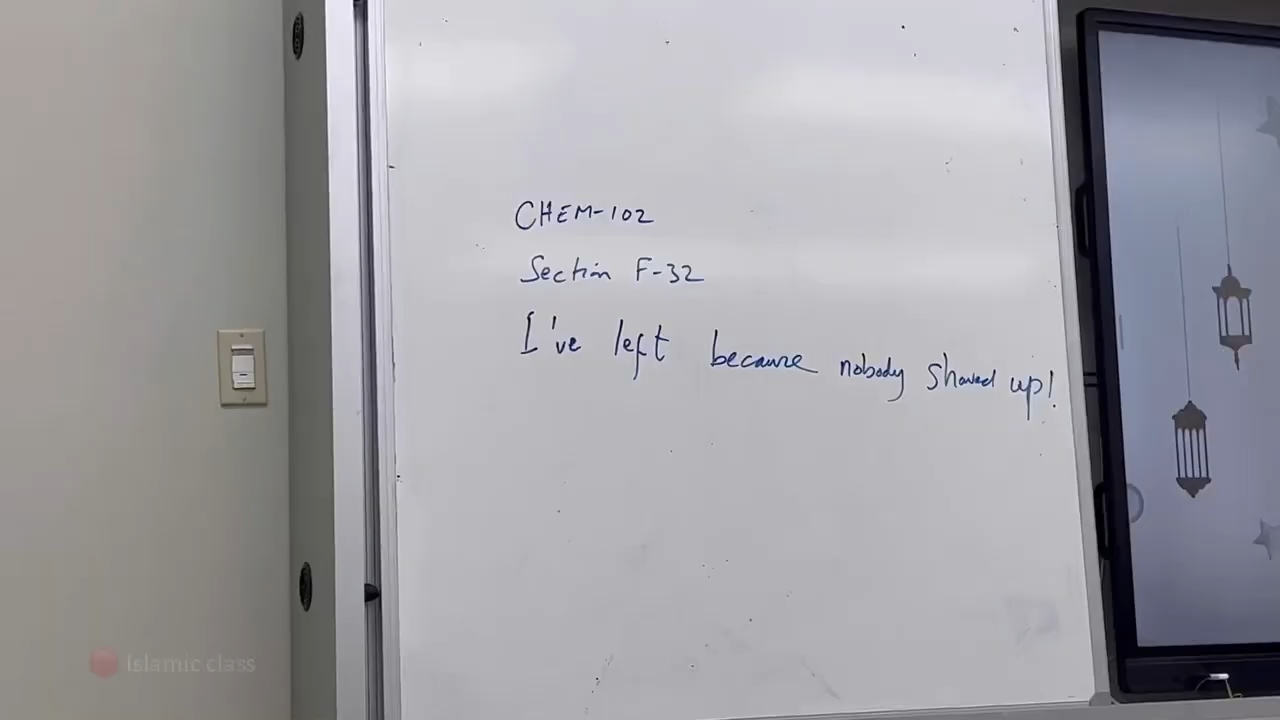 CHEM-102
Section F-32
I've left because nobody showed up!
Islamic class